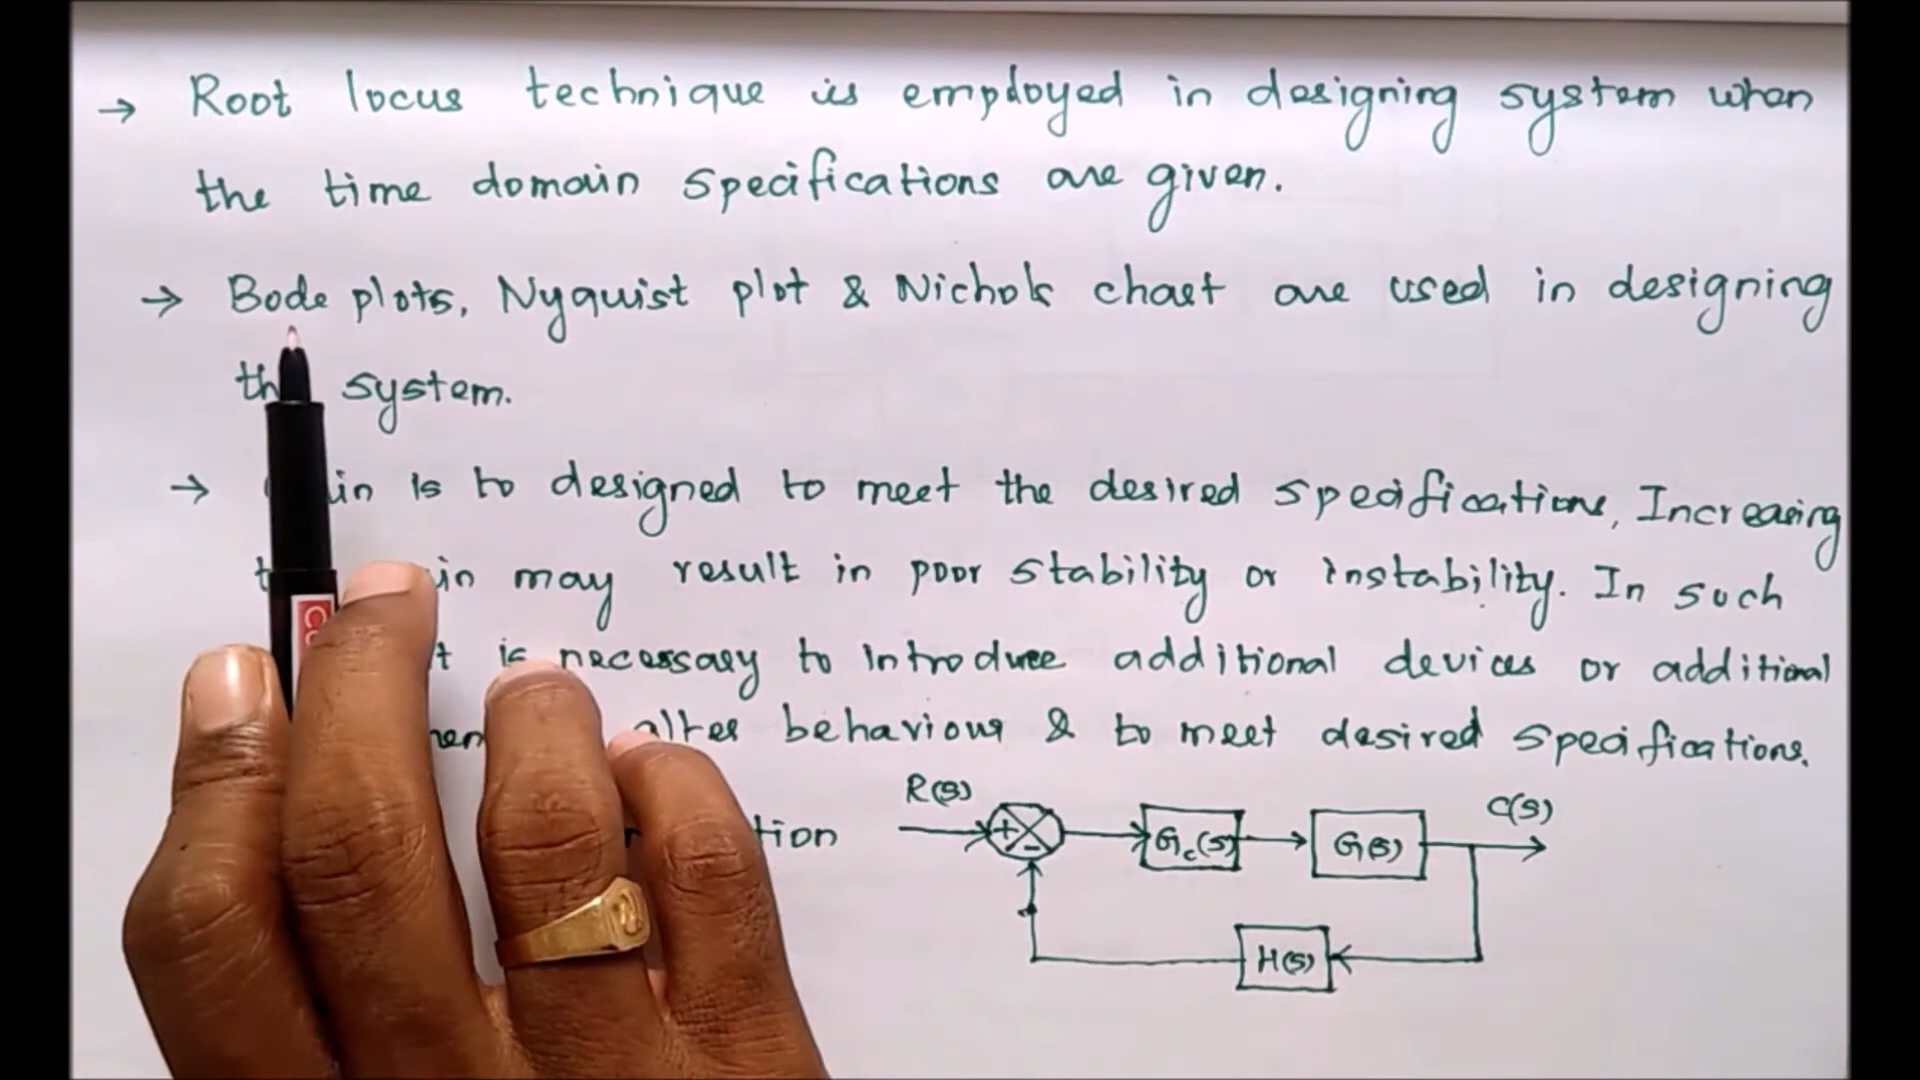 → Root locus technique is employed in designing system when
the time domain specifications are given.
→ Bode plots, Nyquist plot & Nichols chart are used in designing
system.
→ is to designed to meet the desired specifications, Increasing
may result in poor stability or instability. In such
is necessary to introduce additional devices or additional
alter behaviour & to meet desired specifications.
R(s) + - Gc(s) G(s) C(s)
H(s)